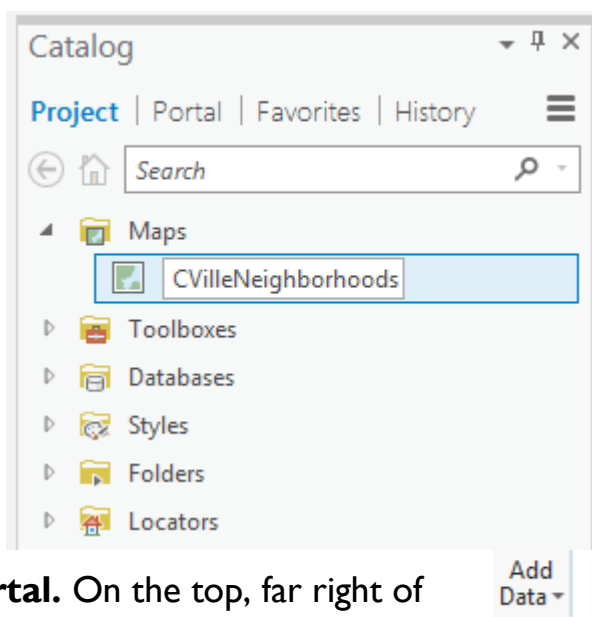 Catalog
Project | Portal | Favorites | History
Search
Maps
CVilleNeighborhoods
Toolboxes
Databases
Styles
Folders
Locators
rtal. On the top, far right of
Add
Data